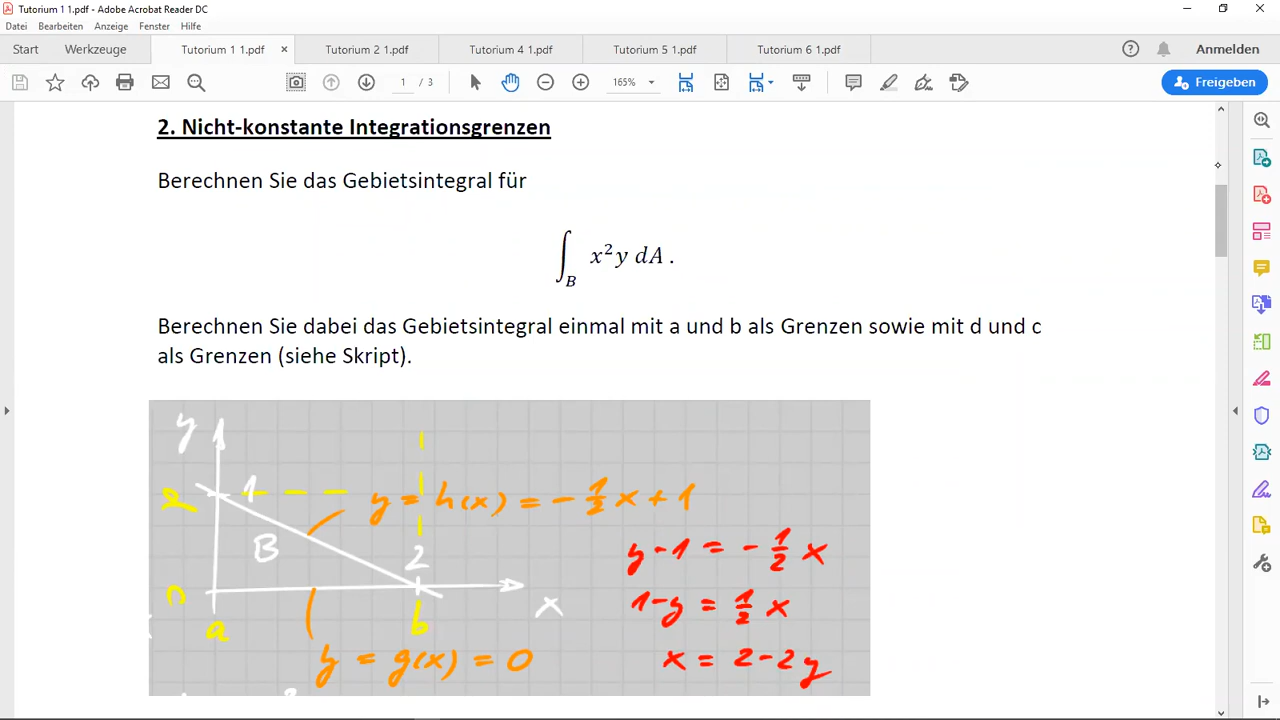 Tutorium 1 1.pdf - Adobe Acrobat Reader DC
Datei Bearbeiten Anzeige Fenster Hilfe
Start Werkzeuge Tutorium 1 1.pdf × Tutorium 2 1.pdf Tutorium 4 1.pdf Tutorium 5 1.pdf Tutorium 6 1.pdf Anmelden
1 / 3 165% Freigeben
2. Nicht-konstante Integrationsgrenzen
Berechnen Sie das Gebietsintegral für
∫_B x²y dA .
Berechnen Sie dabei das Gebietsintegral einmal mit a und b als Grenzen sowie mit d und c
als Grenzen (siehe Skript).
y
1 y = h(x) = - 1/2 x + 1
B 2 y - 1 = - 1/2 x
x 1 - y = 1/2 x
a b
y = g(x) = 0 x = 2 - 2y